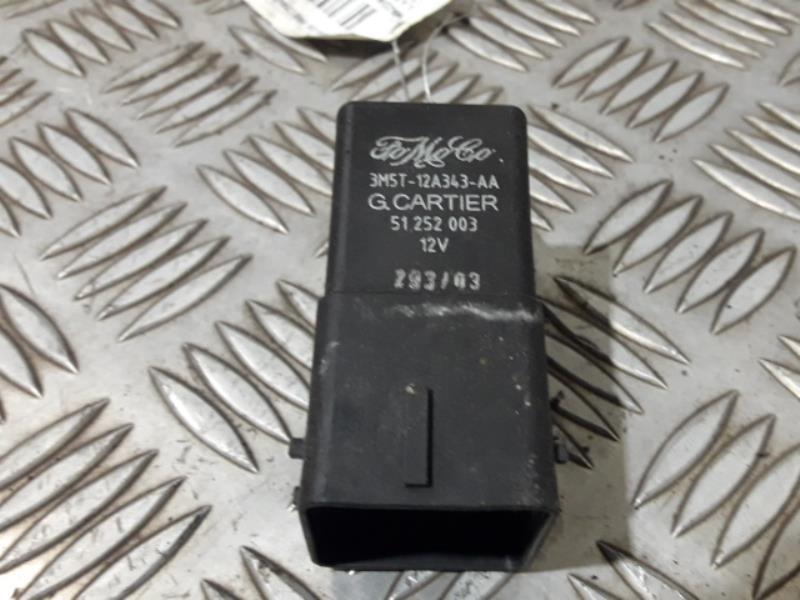 FoMoCo
3M5T-12A343-AA
G.CARTIER
51 252 003
12V
293/03